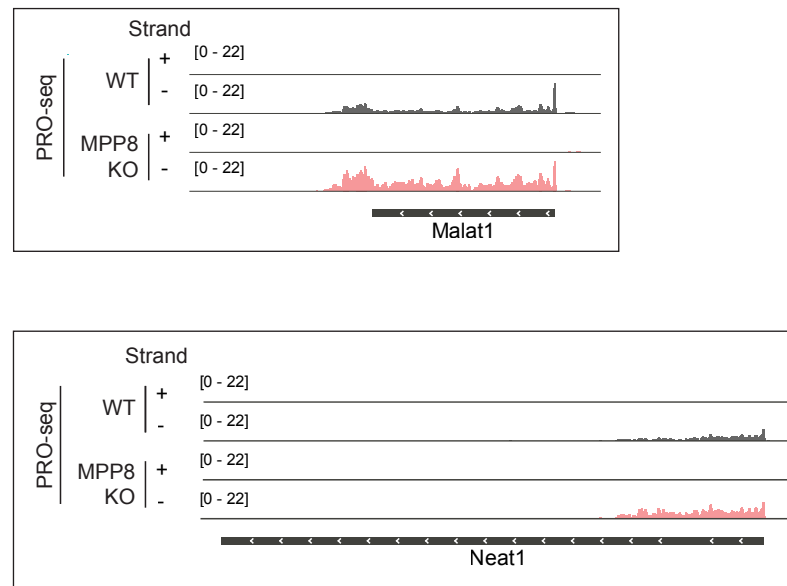 Strand
PRO-seq
WT
+
[0 - 22]
-
[0 - 22]
MPP8
KO
+
[0 - 22]
-
[0 - 22]
Malat1
Strand
PRO-seq
WT
+
[0 - 22]
-
[0 - 22]
MPP8
KO
+
[0 - 22]
-
[0 - 22]
Neat1